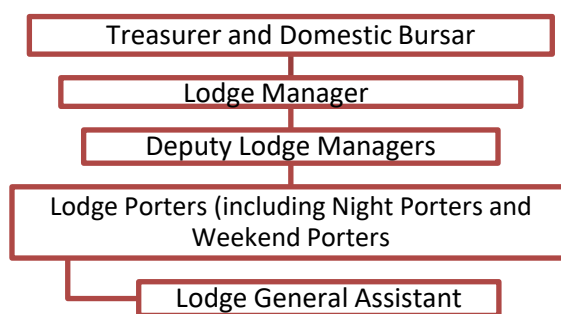 Treasurer and Domestic Bursar
Lodge Manager
Deputy Lodge Managers
Lodge Porters (including Night Porters and
Weekend Porters
Lodge General Assistant